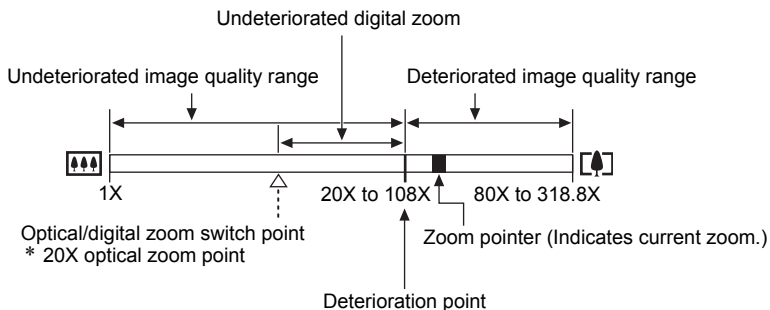 Undeteriorated digital zoom
Undeteriorated image quality range
Deteriorated image quality range
1X
20X to 108X
80X to 318.8X
Optical/digital zoom switch point
* 20X optical zoom point
Zoom pointer (Indicates current zoom.)
Deterioration point